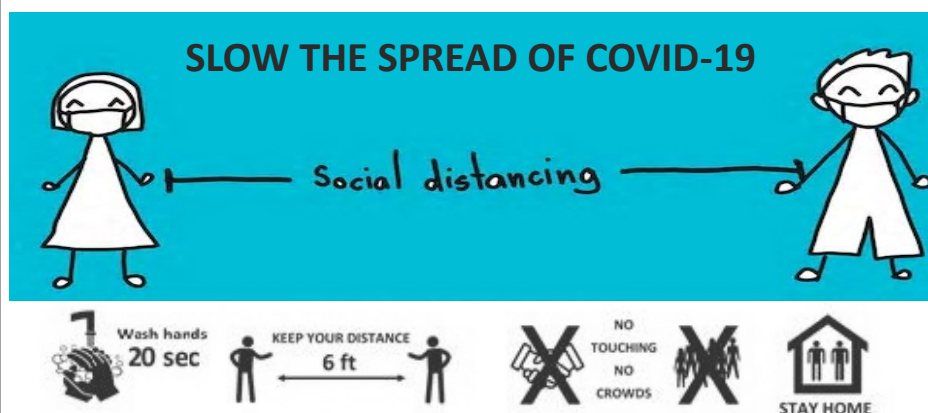 SLOW THE SPREAD OF COVID-19
Social distancing
Wash hands
20 sec
KEEP YOUR DISTANCE
6 ft
NO
TOUCHING
NO
CROWDS
STAY HOME